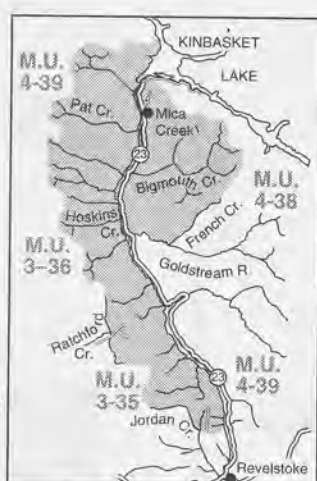 KINBASKET
LAKE
M.U.
4-39
Pat Cr.
Mica
Creek
23
Bigmouth Cr.
M.U.
4-38
Hoskins
Cr.
French Cr.
M.U.
3-36
Goldstream R.
Ratchford
Cr.
M.U.
3-35
23
M.U.
4-39
Jordan Cr.
Revelstoke